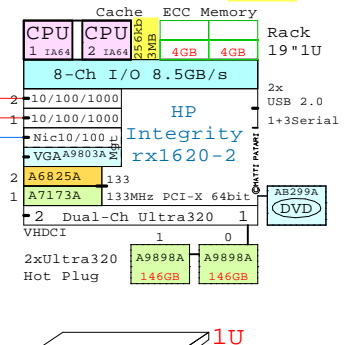 Cache ECC Memory
CPU CPU 256kb 3MB Rack
1 IA64 2 IA64 4GB 4GB 19"1U
8-Ch I/O 8.5GB/s
2x
USB 2.0
1+3Serial
2 10/100/1000
1 10/100/1000
Nic10/100
VGA A9803A
Mgt
HP
Integrity
rx1620-2
©MATTI PATARI
2 A6825A 133
1 A7173A 133MHz PCI-X 64bit
AB299A
DVD
2 Dual-Ch Ultra320 1
VHDCI 1 0
2xUltra320 A9898A A9898A
Hot Plug 146GB 146GB
1U